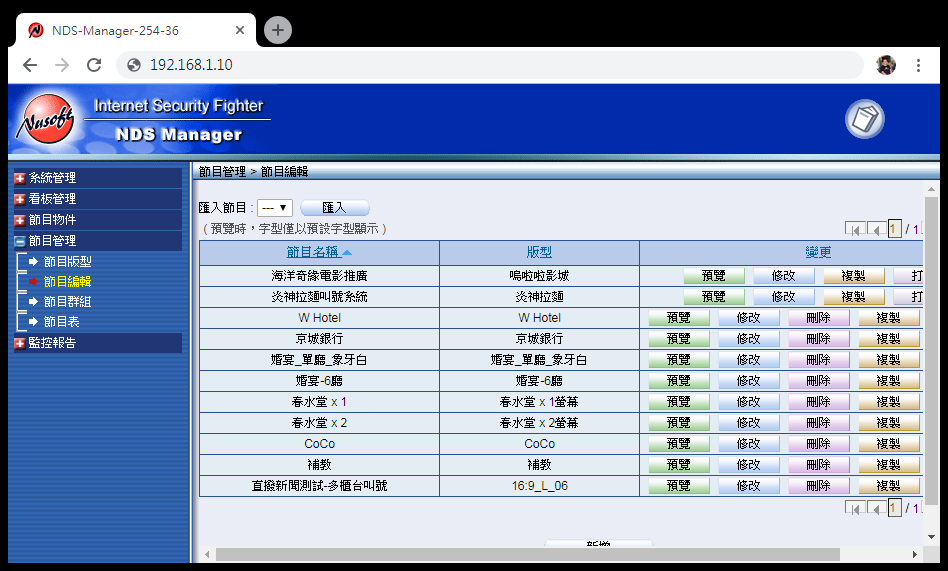 NDS-Manager-254-36
192.168.1.10
Nusoft
Internet Security Fighter
NDS Manager
系統管理
看板管理
節目物件
節目管理
節目版型
節目編輯
節目群組
節目表
監控報告
節目管理 > 節目編輯
匯入節目 : --- 匯入
( 預覽時，字型僅以預設字型顯示 ) 1 / 1
節目名稱 版型 變更
海洋奇緣電影推廣 嗚啦啦影城 預覽 修改 複製 打
炎神拉麵叫號系統 炎神拉麵 預覽 修改 複製 打
W Hotel W Hotel 預覽 修改 刪除 複製
京城銀行 京城銀行 預覽 修改 刪除 複製
婚宴_單廳_象牙白 婚宴_單廳_象牙白 預覽 修改 刪除 複製
婚宴-6廳 婚宴-6廳 預覽 修改 刪除 複製
春水堂 x 1 春水堂 x 1螢幕 預覽 修改 刪除 複製
春水堂 x 2 春水堂 x 2螢幕 預覽 修改 刪除 複製
CoCo CoCo 預覽 修改 刪除 複製
補教 補教 預覽 修改 刪除 複製
直撥新聞測試-多櫃台叫號 16:9_L_06 預覽 修改 刪除 複製
1 / 1
新增